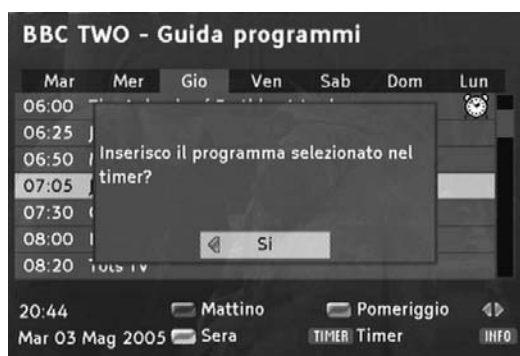 BBC TWO - Guida programmi
Mar Mer Gio Ven Sab Dom Lun
06:00
06:25
06:50
07:05
07:30
08:00
08:20 Tots TV
Inserisco il programma selezionato nel
timer?
Si
20:44 Mattino Pomeriggio
Mar 03 Mag 2005 Sera TIMER Timer INFO